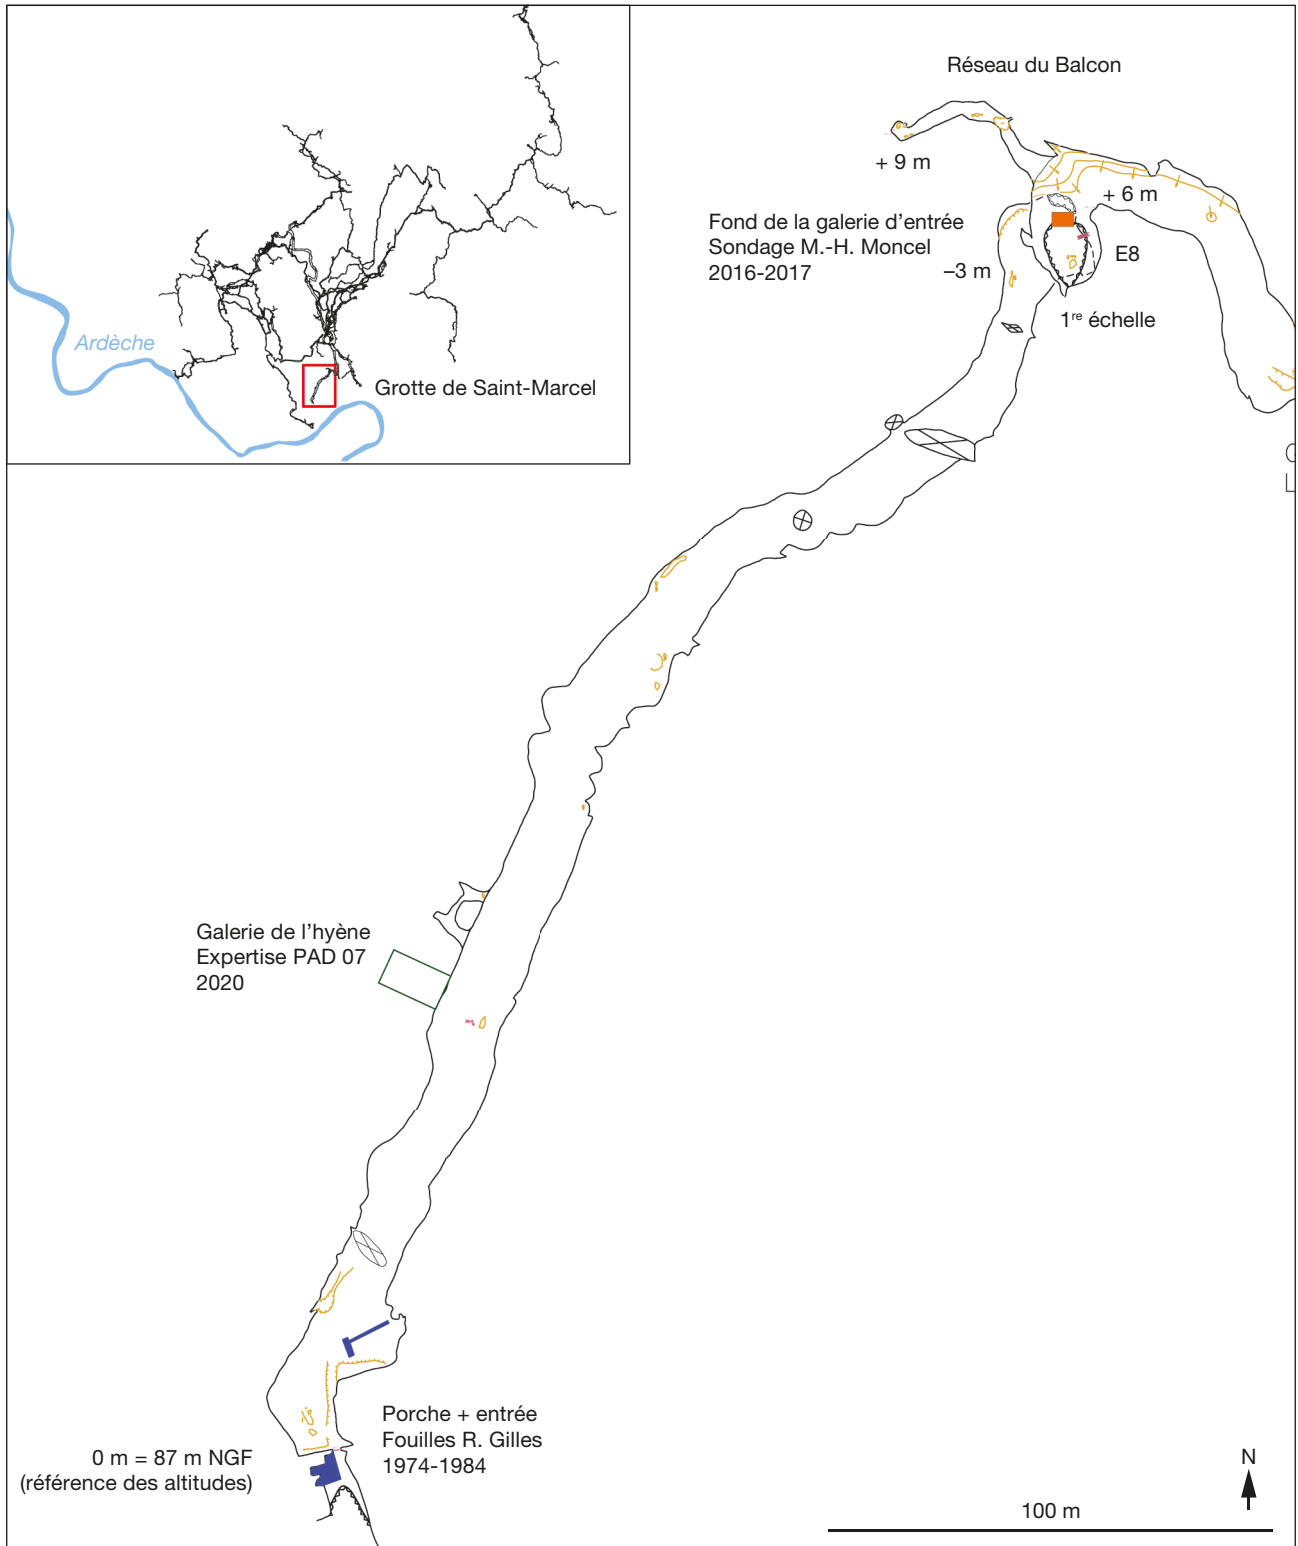 Ardèche
Grotte de Saint-Marcel
Réseau du Balcon
+ 9 m
+ 6 m
Fond de la galerie d'entrée
Sondage M.-H. Moncel
2016-2017
–3 m
E8
1re échelle
Galerie de l'hyène
Expertise PAD 07
2020
Porche + entrée
Fouilles R. Gilles
1974-1984
0 m = 87 m NGF
(référence des altitudes)
N
100 m